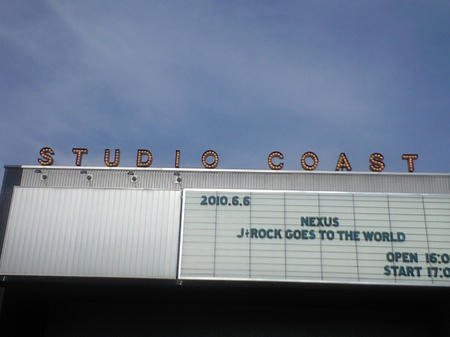 STUDIO COAST
2010.6.6
NEXUS
J+ROCK GOES TO THE WORLD
OPEN 16:0
START 17:0